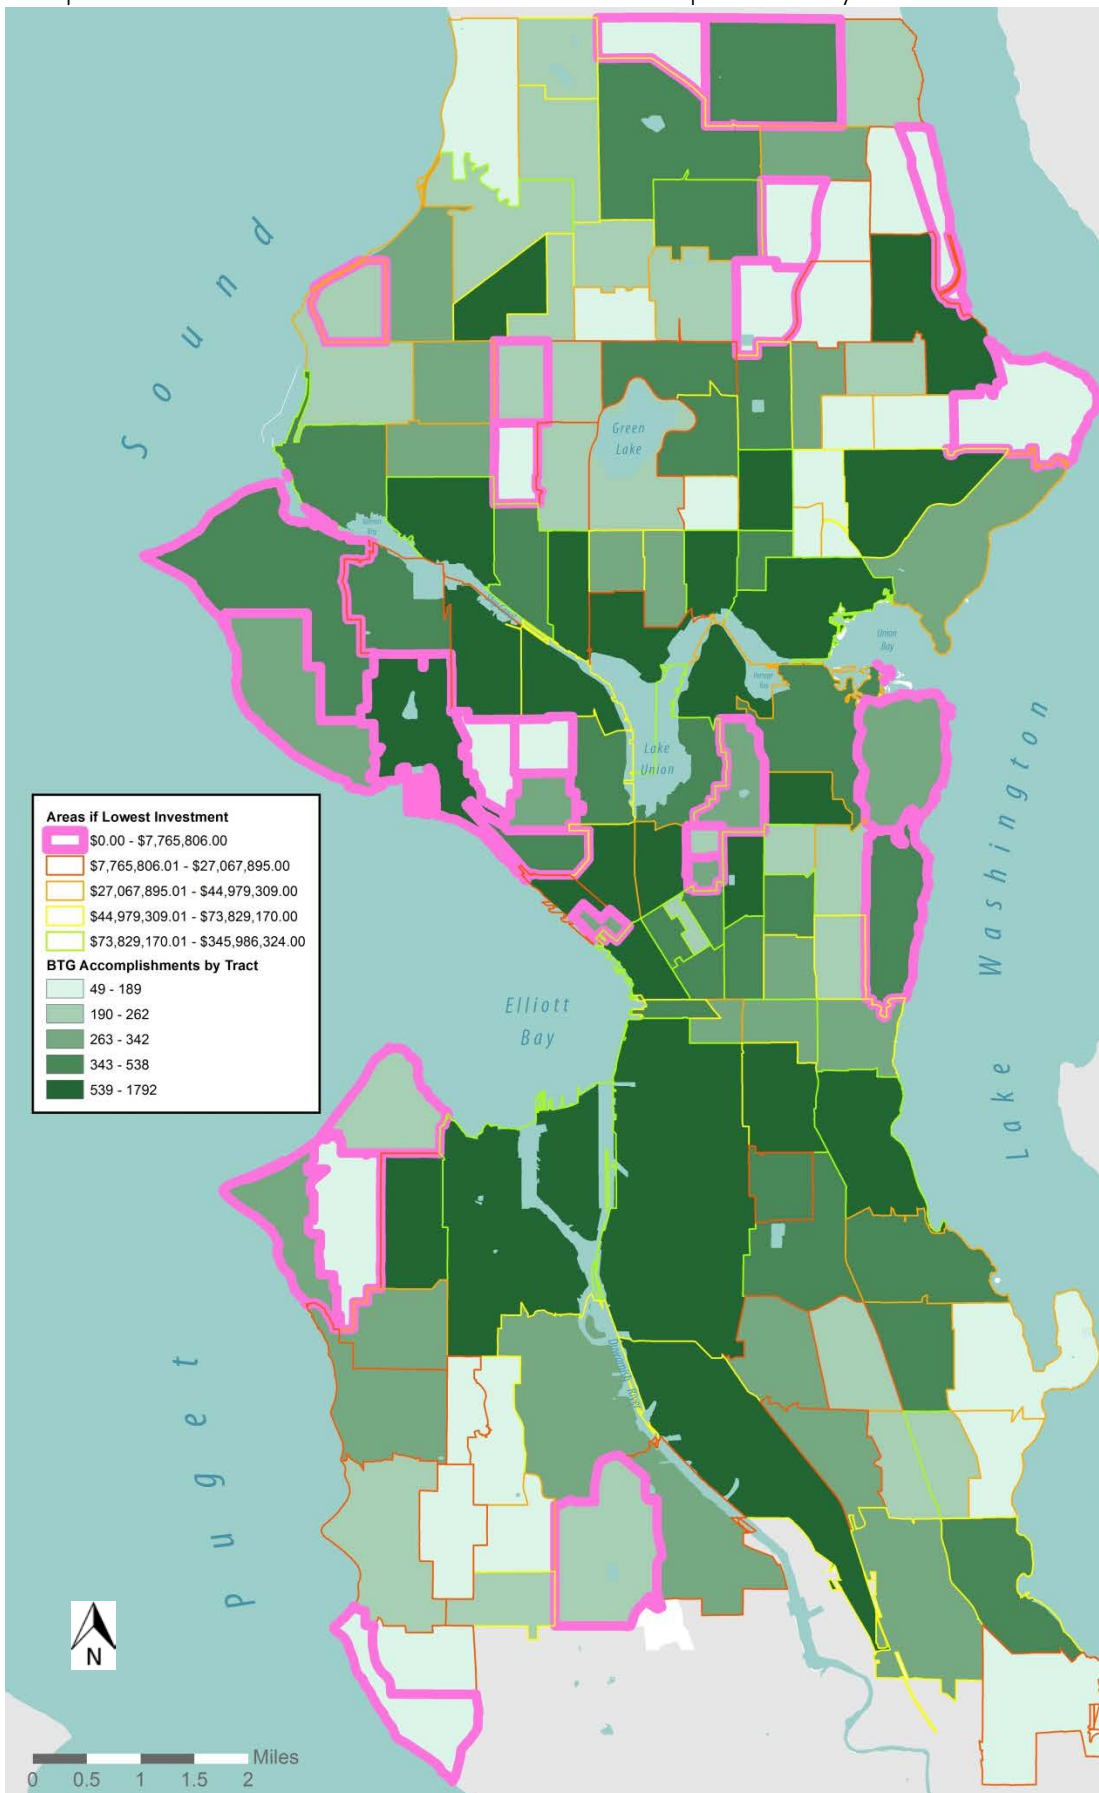 Sound
Green
Lake
Union
Bay
Lake
Union
Areas if Lowest Investment
$0.00 - $7,765,806.00
$7,765,806.01 - $27,067,895.00
$27,067,895.01 - $44,979,309.00
$44,979,309.01 - $73,829,170.00
$73,829,170.01 - $345,986,324.00
BTG Accomplishments by Tract
49 - 189
190 - 262
263 - 342
343 - 538
539 - 1792
Elliott
Bay
Lake Washington
Puget
N
Miles
0 0.5 1 1.5 2